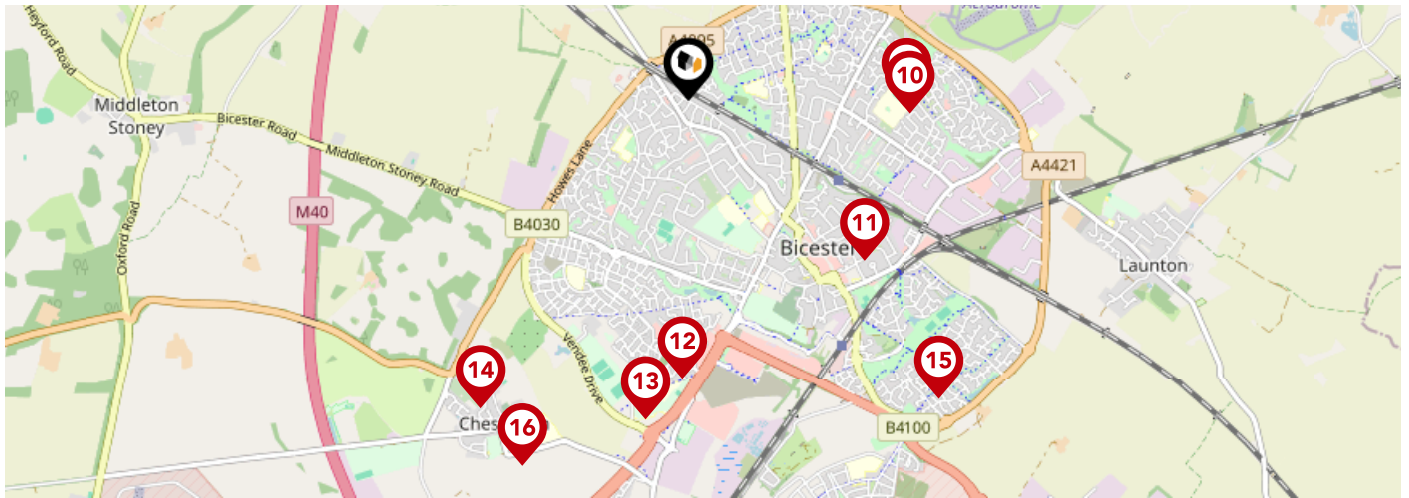 Heyford Road
Aerodrome
A4095
10
Middleton
Stoney
Bicester Road
Middleton Stoney Road
Howes Lane
A4421
M40
Oxford Road
B4030
11
Bicester
Launton
12
Vendee Drive
13
14
15
16
B4100